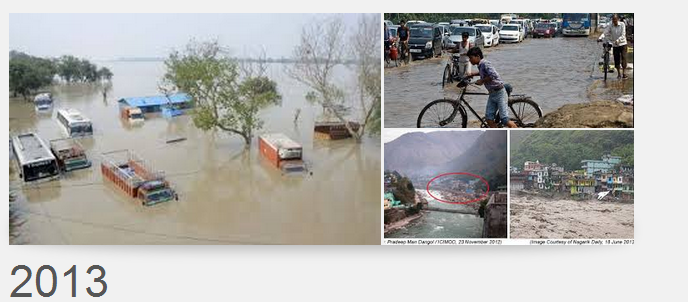 Pradeep Man Dangol / ICIMOD, 23 November 2012)
(Image Courtesy of Nagarik Daily, 18 June 2013
2013